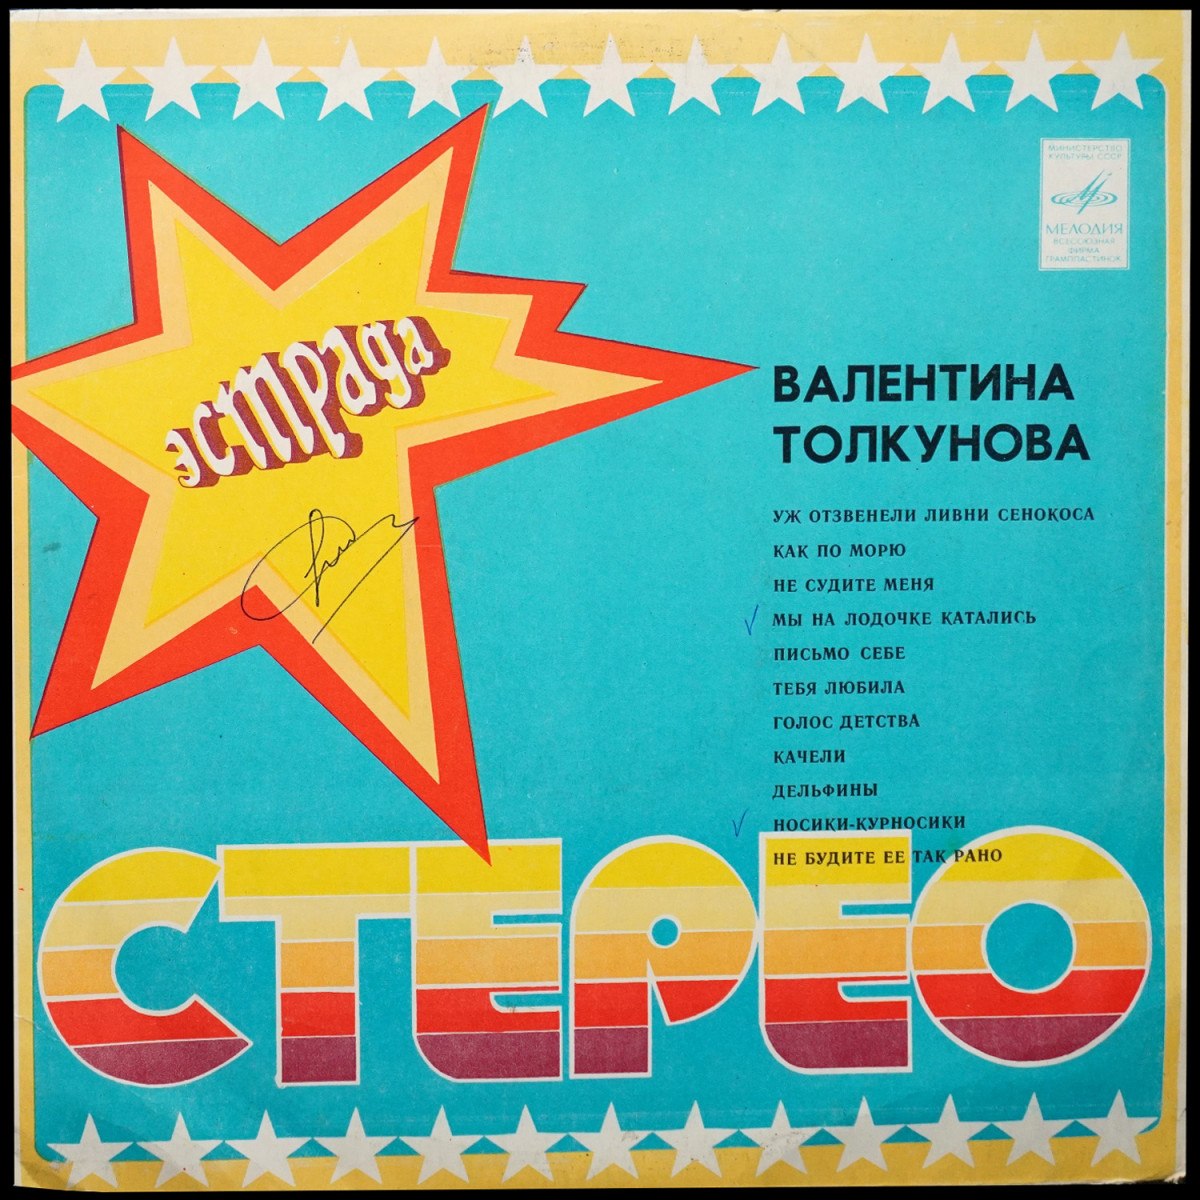 МИНИСТЕРСТВО
КУЛЬТУРЫ СССР
МЕЛОДИЯ
ВСЕСОЮЗНАЯ
ФИРМА
ГРАМПЛАСТИНОК
эстрада
ВАЛЕНТИНА
ТОЛКУНОВА
УЖ ОТЗВЕНЕЛИ ЛИВНИ СЕНОКОСА
КАК ПО МОРЮ
НЕ СУДИТЕ МЕНЯ
МЫ НА ЛОДОЧКЕ КАТАЛИСЬ
ПИСЬМО СЕБЕ
ТЕБЯ ЛЮБИЛА
ГОЛОС ДЕТСТВА
КАЧЕЛИ
ДЕЛЬФИНЫ
НОСИКИ-КУРНОСИКИ
НЕ БУДИТЕ ЕЕ ТАК РАНО
СТЕРЕО